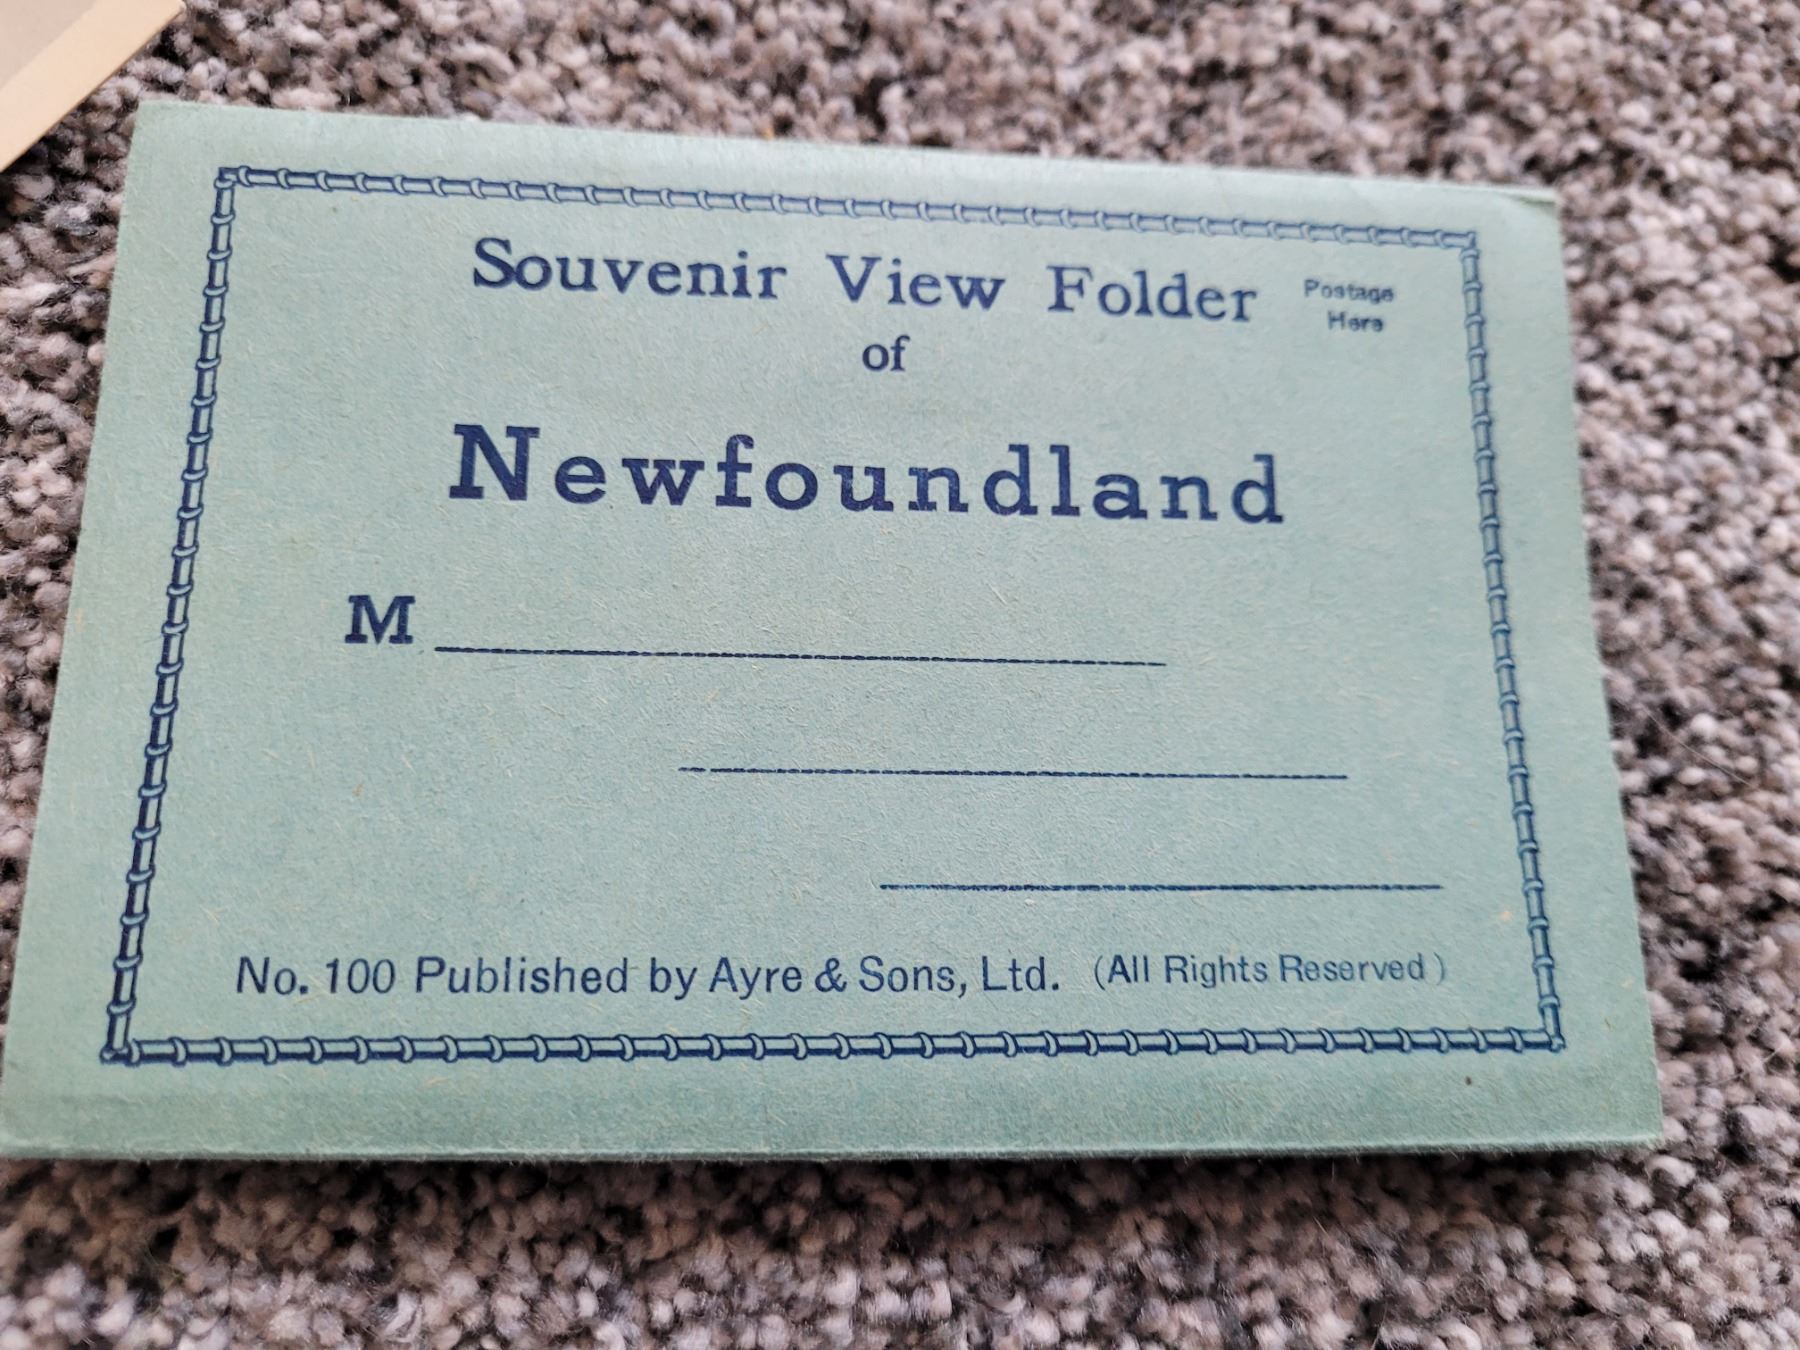 Souvenir View Folder
Postage
Here
of
Newfoundland
M
No. 100 Published by Ayre & Sons, Ltd. (All Rights Reserved)